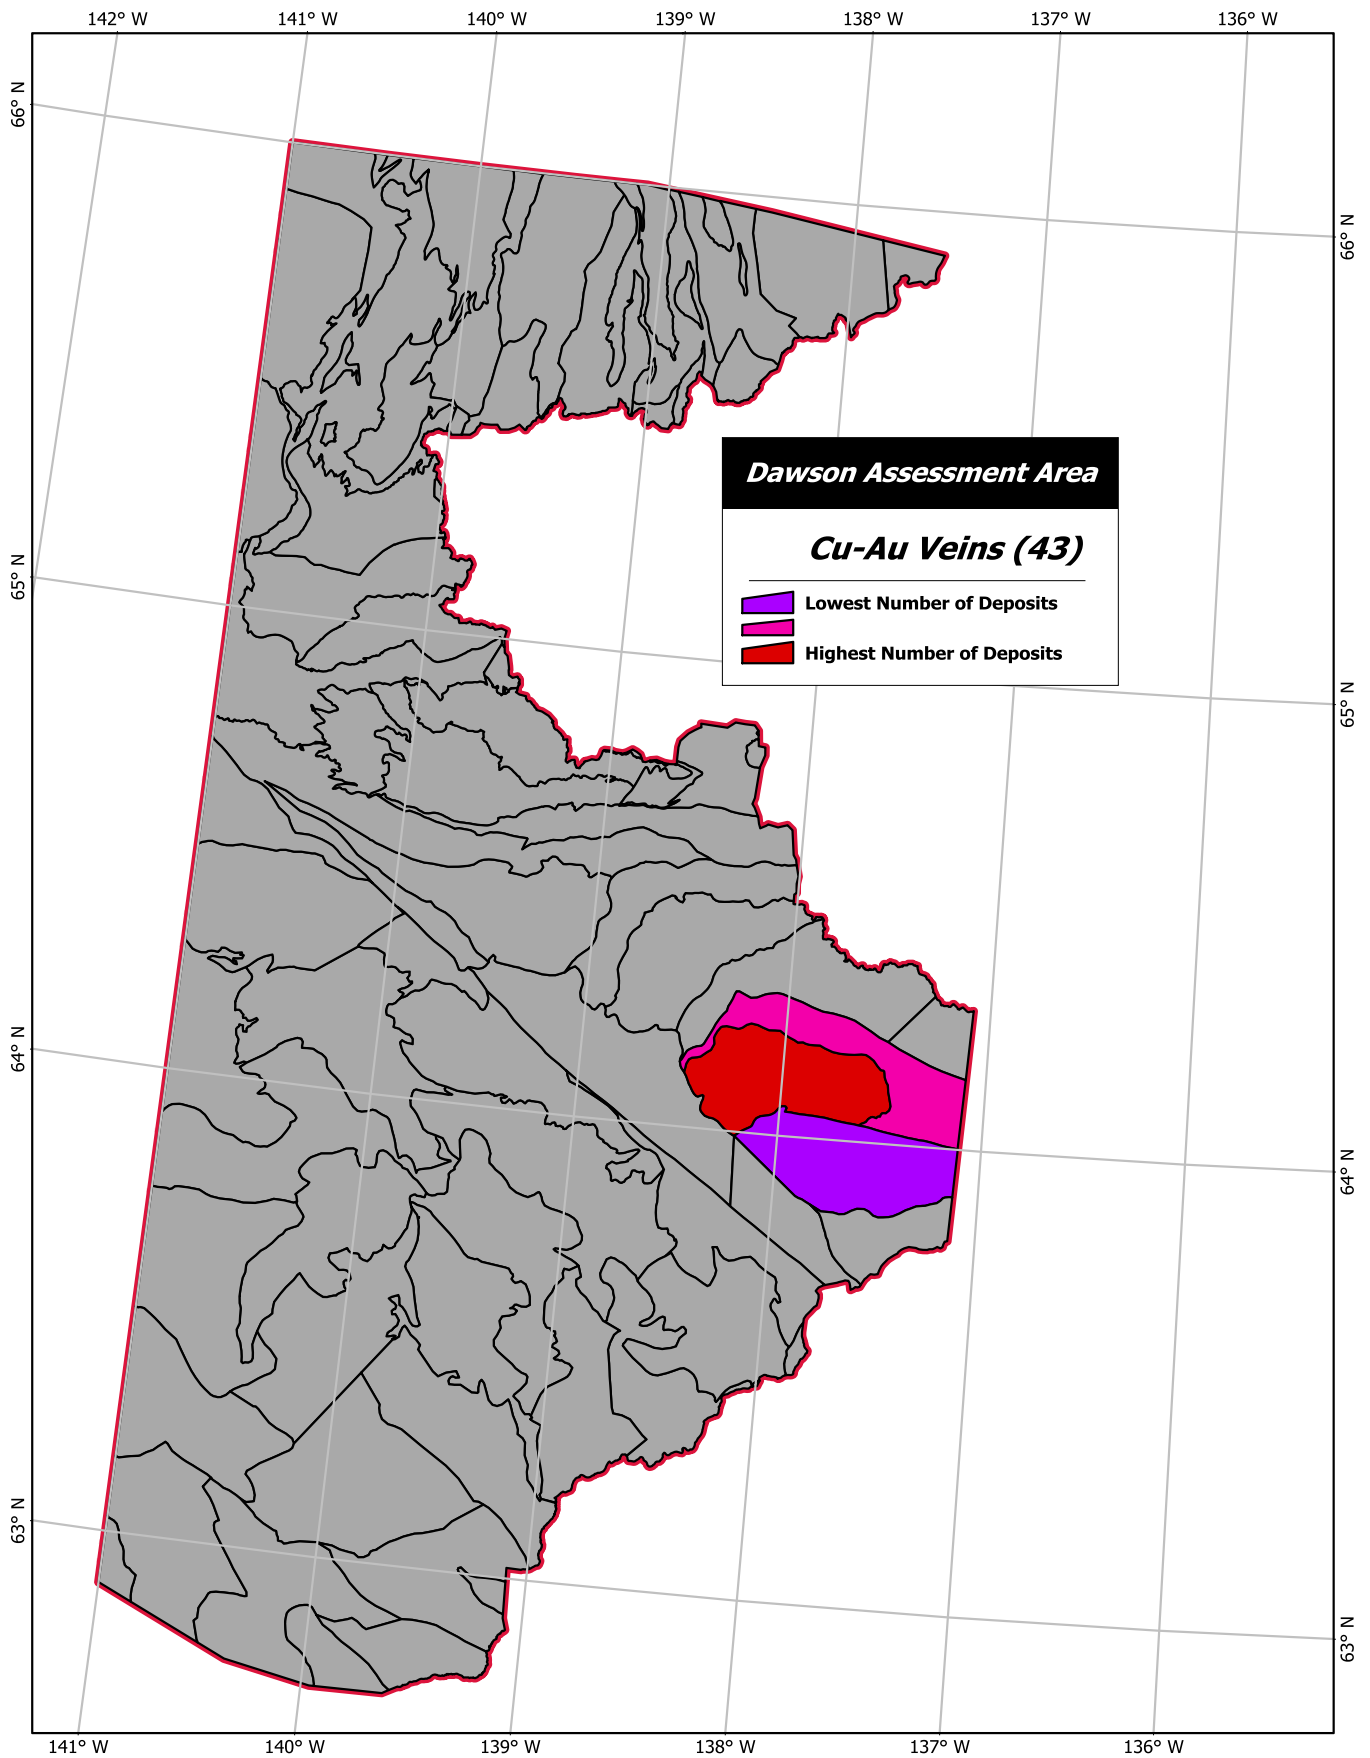 142° W 141° W 140° W 139° W 138° W 137° W 136° W
66° N
66° N
Dawson Assessment Area
Cu-Au Veins (43)
Lowest Number of Deposits
Highest Number of Deposits
65° N
65° N
64° N
64° N
63° N
63° N
141° W 140° W 139° W 138° W 137° W 136° W